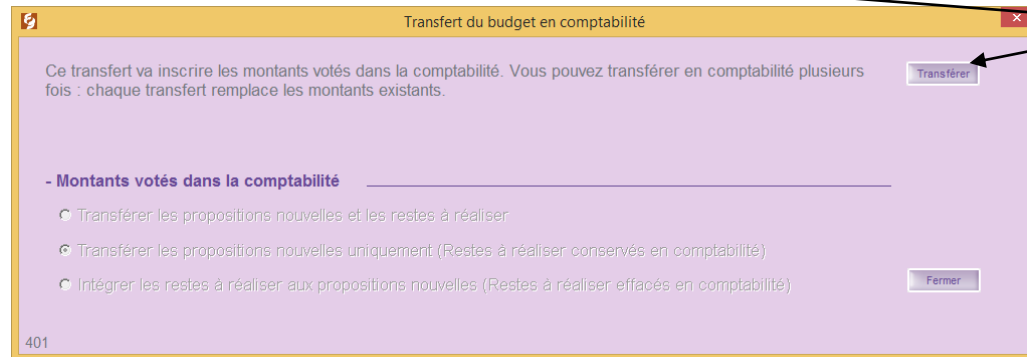 Transfert du budget en comptabilité
Ce transfert va inscrire les montants votés dans la comptabilité. Vous pouvez transférer en comptabilité plusieurs
fois : chaque transfert remplace les montants existants.
Transférer
- Montants votés dans la comptabilité
Transférer les propositions nouvelles et les restes à réaliser
Transférer les propositions nouvelles uniquement (Restes à réaliser conservés en comptabilité)
Intégrer les restes à réaliser aux propositions nouvelles (Restes à réaliser effacés en comptabilité)
Fermer
401